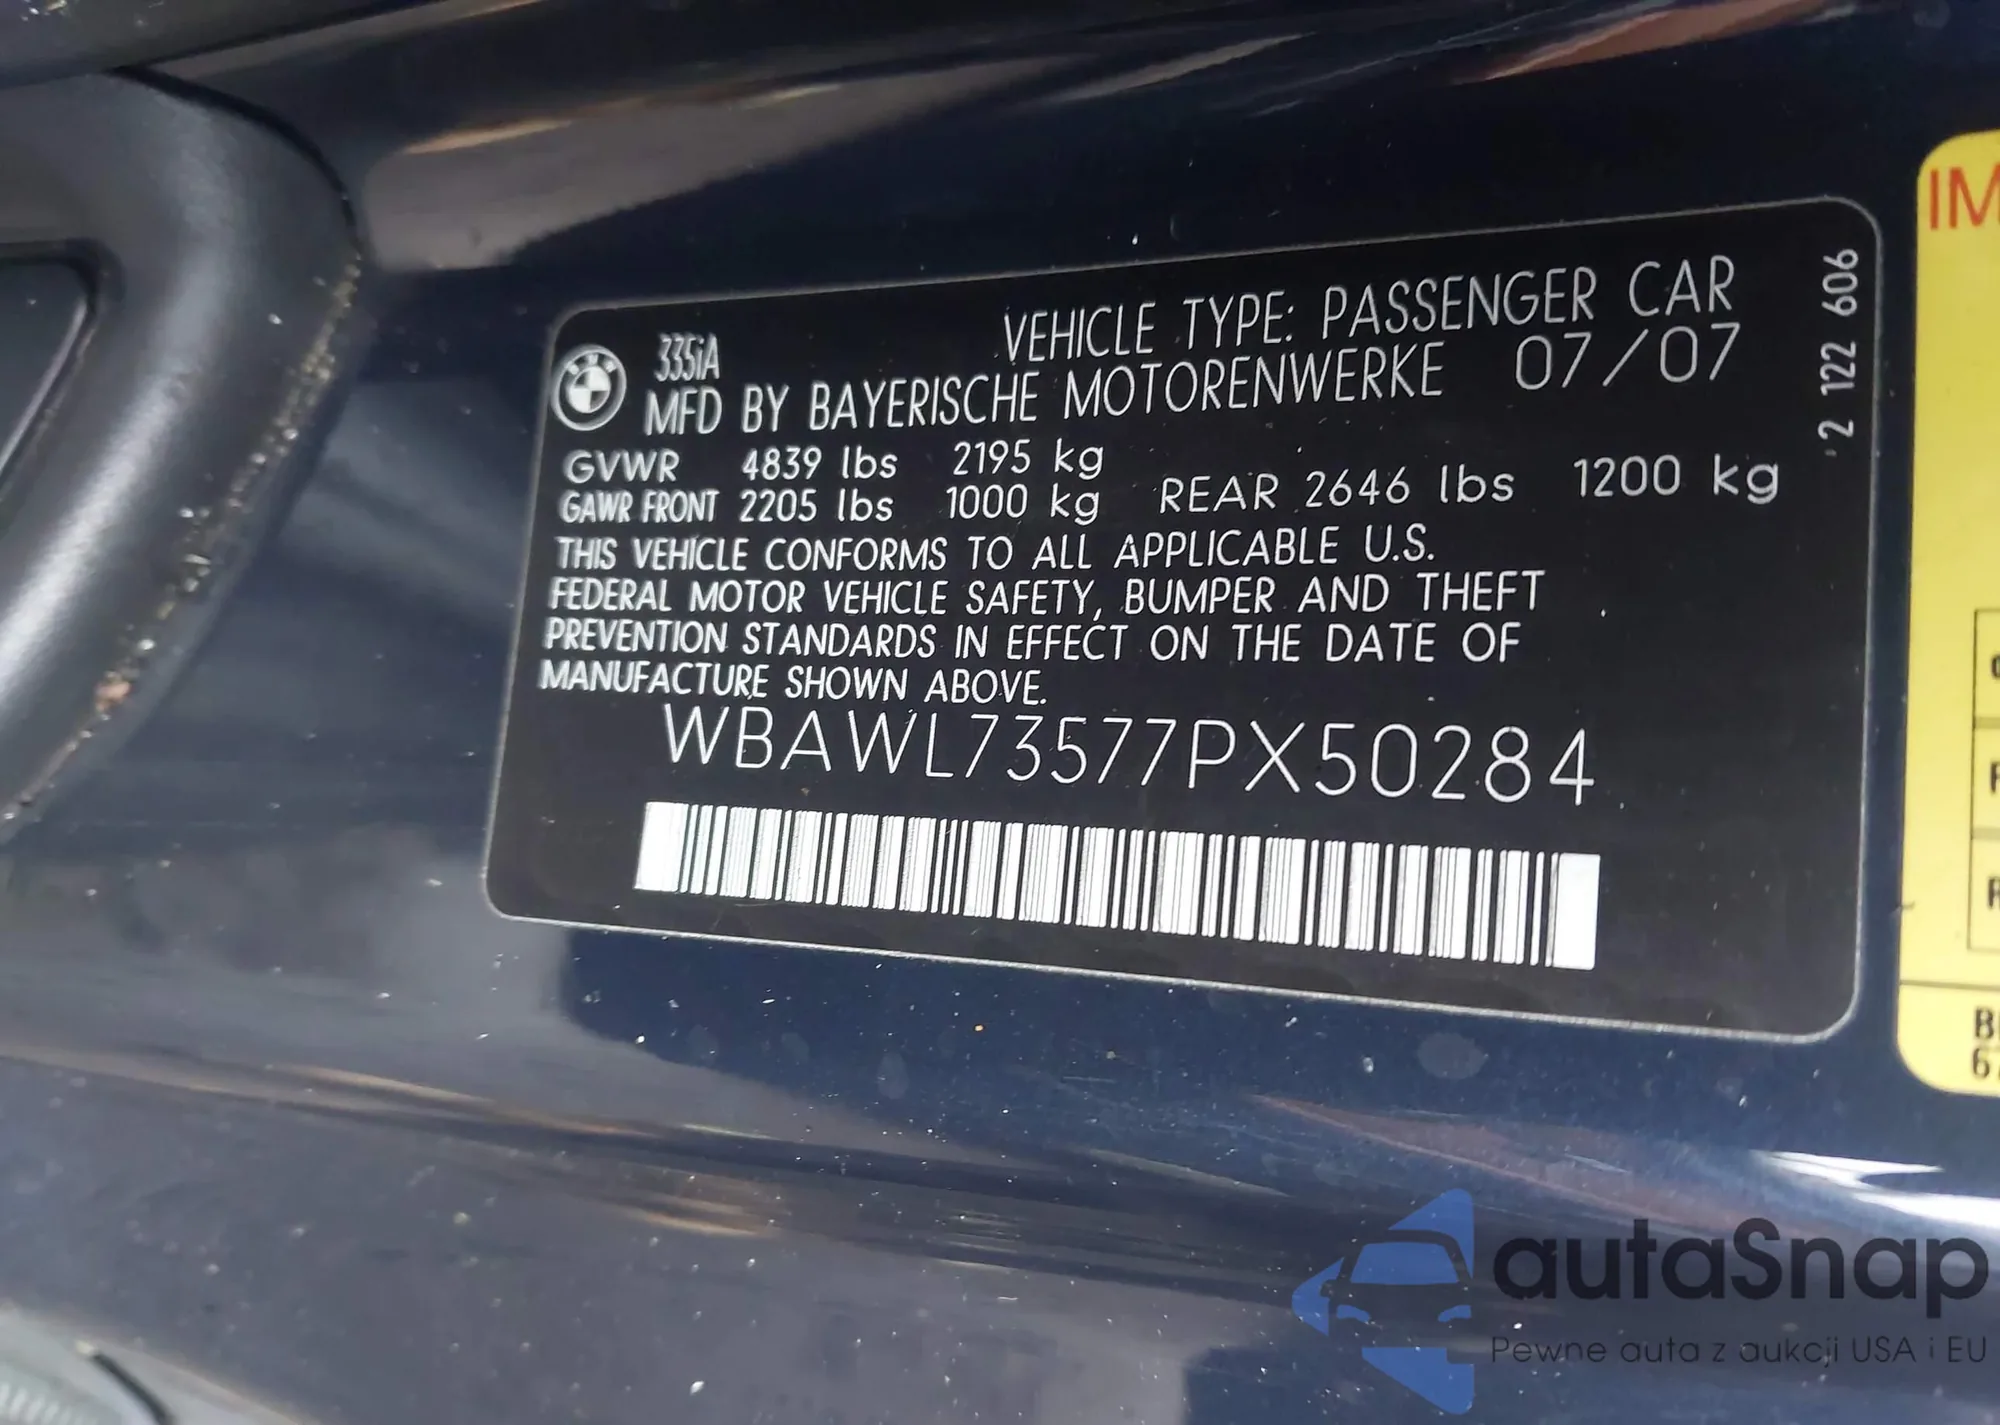 VEHICLE TYPE: PASSENGER CAR
335iA
MFD BY BAYERISCHE MOTORENWERKE 07/07
GVWR 4839 lbs 2195 kg
GAWR FRONT 2205 lbs 1000 kg REAR 2646 lbs 1200 kg
THIS VEHICLE CONFORMS TO ALL APPLICABLE U.S.
FEDERAL MOTOR VEHICLE SAFETY, BUMPER AND THEFT
PREVENTION STANDARDS IN EFFECT ON THE DATE OF
MANUFACTURE SHOWN ABOVE.
WBAWL73577PX50284
2 122 606
IM
autaSnap
Pewne auta z aukcji USA i EU